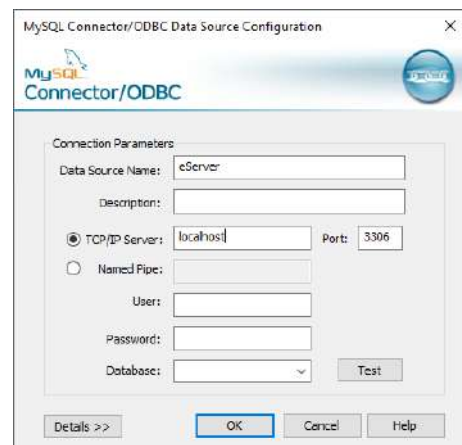 MySQL Connector/ODBC Data Source Configuration
MySQL
Connector/ODBC
Connection Parameters
Data Source Name: eServer
Description:
TCP/IP Server: localhost Port: 3306
Named Pipe:
User:
Password:
Database: Test
Details >> OK Cancel Help